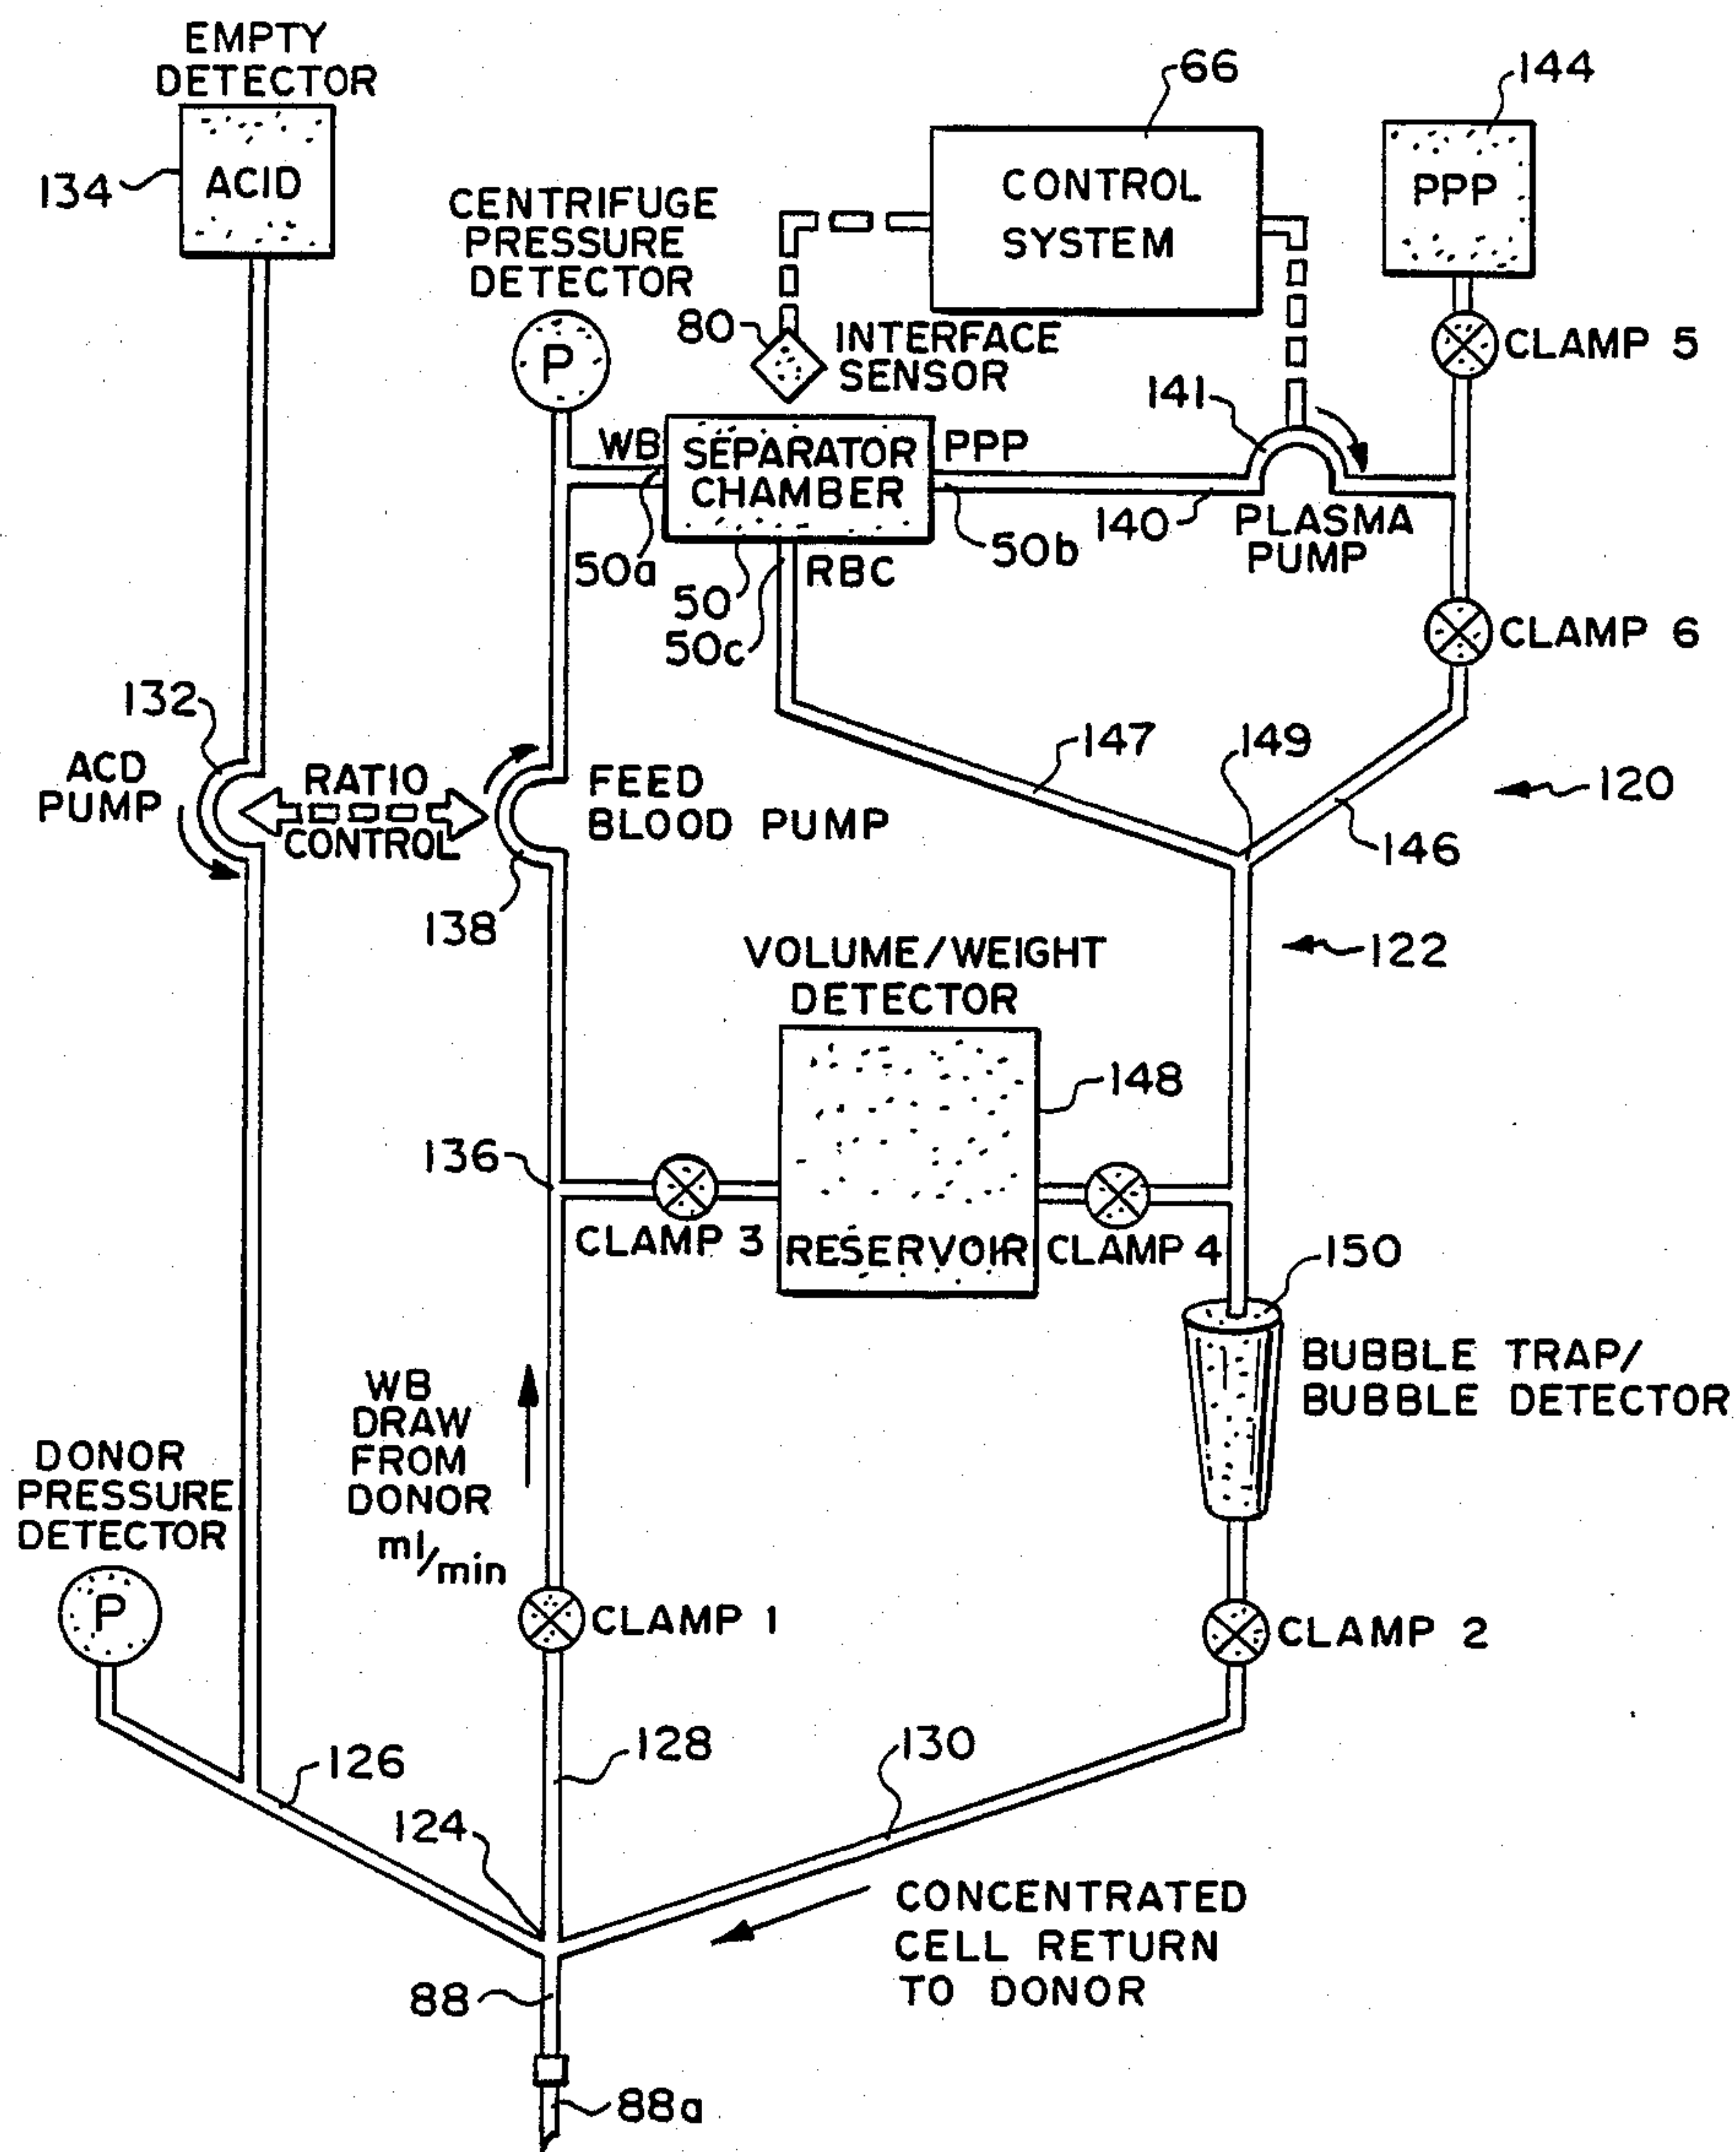 EMPTY
DETECTOR
134
ACID
66
CONTROL
SYSTEM
144
PPP
CENTRIFUGE
PRESSURE
DETECTOR
P
80
INTERFACE
SENSOR
CLAMP 5
141
WB
SEPARATOR
CHAMBER
PPP
50a
50
50c
RBC
50b
140
PLASMA
PUMP
CLAMP 6
132
ACD
PUMP
RATIO
CONTROL
FEED
BLOOD PUMP
138
147
149
120
146
122
VOLUME/WEIGHT
DETECTOR
148
136
CLAMP 3
RESERVOIR
CLAMP 4
150
BUBBLE TRAP/
BUBBLE DETECTOR
WB
DRAW
FROM
DONOR
ml/min
DONOR
PRESSURE
DETECTOR
P
CLAMP 1
CLAMP 2
126
128
130
124
CONCENTRATED
CELL RETURN
TO DONOR
88
88a